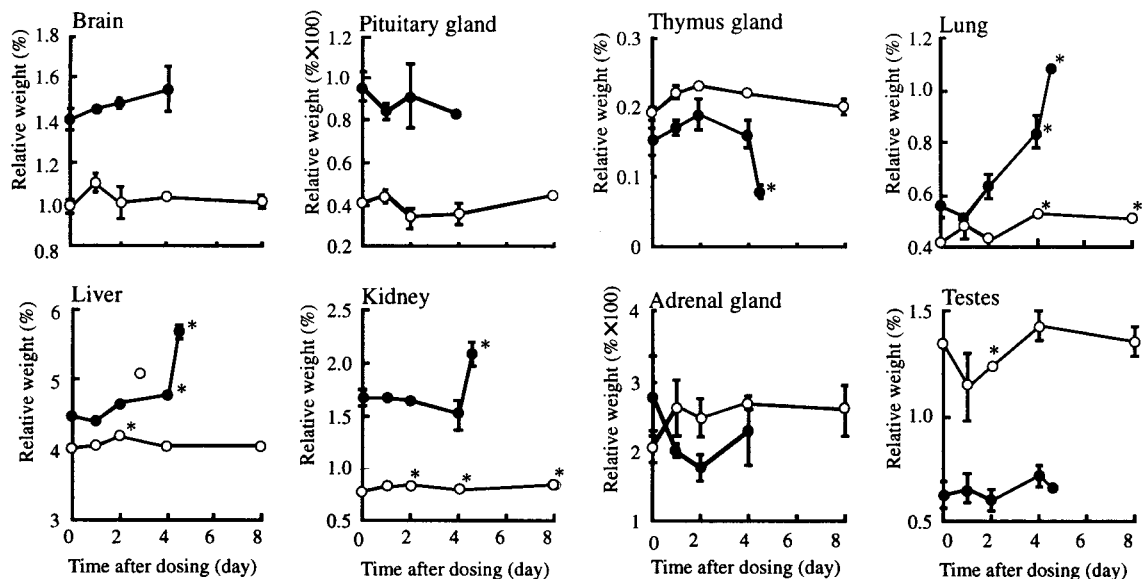 Brain
Relative weight (%)
1.8
1.6
1.4
1.2
1.0
0.8
0 2 4 6 8
Pituitary gland
Relative weight (%×100)
1.2
1.0
0.8
0.6
0.4
0.2
Thymus gland
Relative weight (%)
0.3
0.2
0.1
0
*
Lung
Relative weight (%)
1.2
1.0
0.8
0.6
0.4
*
*
* *
Liver
Relative weight (%)
6
5
4
3
*
*
*
0 2 4 6 8
Time after dosing (day)
Kidney
Relative weight (%)
2.5
2.0
1.5
1.0
0.5
*
* * *
0 2 4 6 8
Time after dosing (day)
Adrenal gland
Relative weight (%×100)
4
3
2
1
0 2 4 6 8
Time after dosing (day)
Testes
Relative weight (%)
1.5
1.0
0.5
*
0 2 4 6 8
Time after dosing (day)